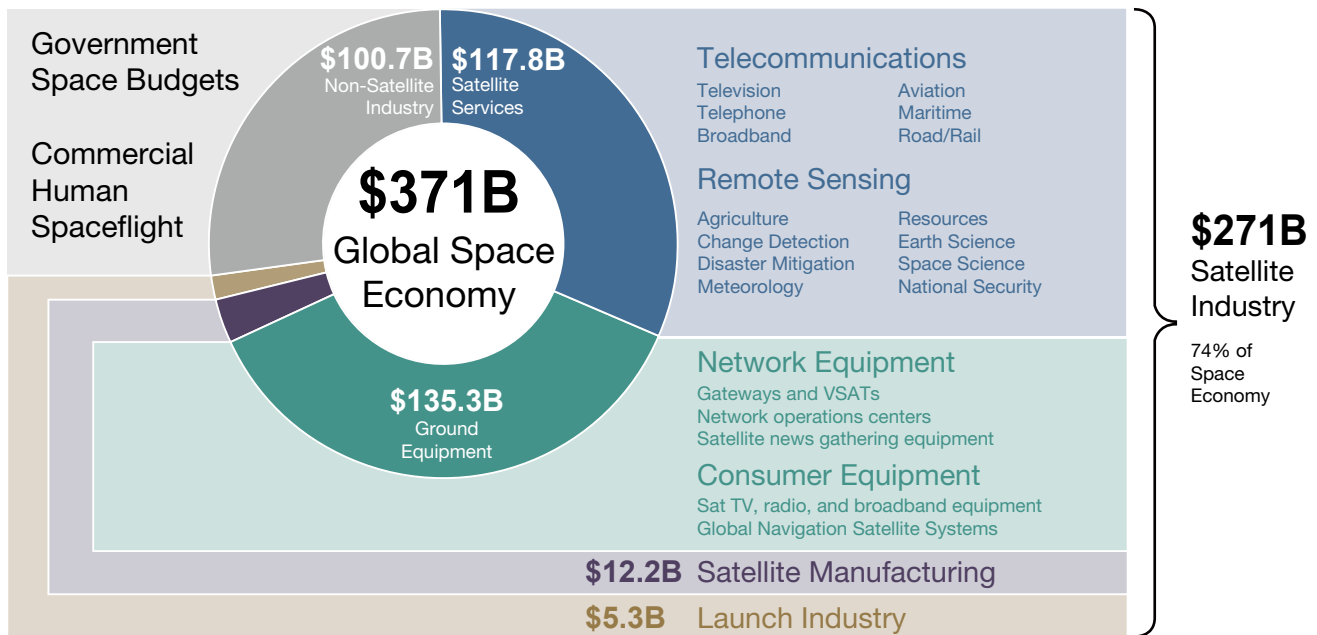 Government
Space Budgets
Commercial
Human
Spaceflight
$100.7B
Non-Satellite
Industry
$117.8B
Satellite
Services
$371B
Global Space
Economy
$135.3B
Ground
Equipment
Telecommunications
Television
Telephone
Broadband
Aviation
Maritime
Road/Rail
Remote Sensing
Agriculture
Change Detection
Disaster Mitigation
Meteorology
Resources
Earth Science
Space Science
National Security
Network Equipment
Gateways and VSATs
Network operations centers
Satellite news gathering equipment
Consumer Equipment
Sat TV, radio, and broadband equipment
Global Navigation Satellite Systems
$12.2B Satellite Manufacturing
$5.3B Launch Industry
$271B
Satellite
Industry
74% of
Space
Economy